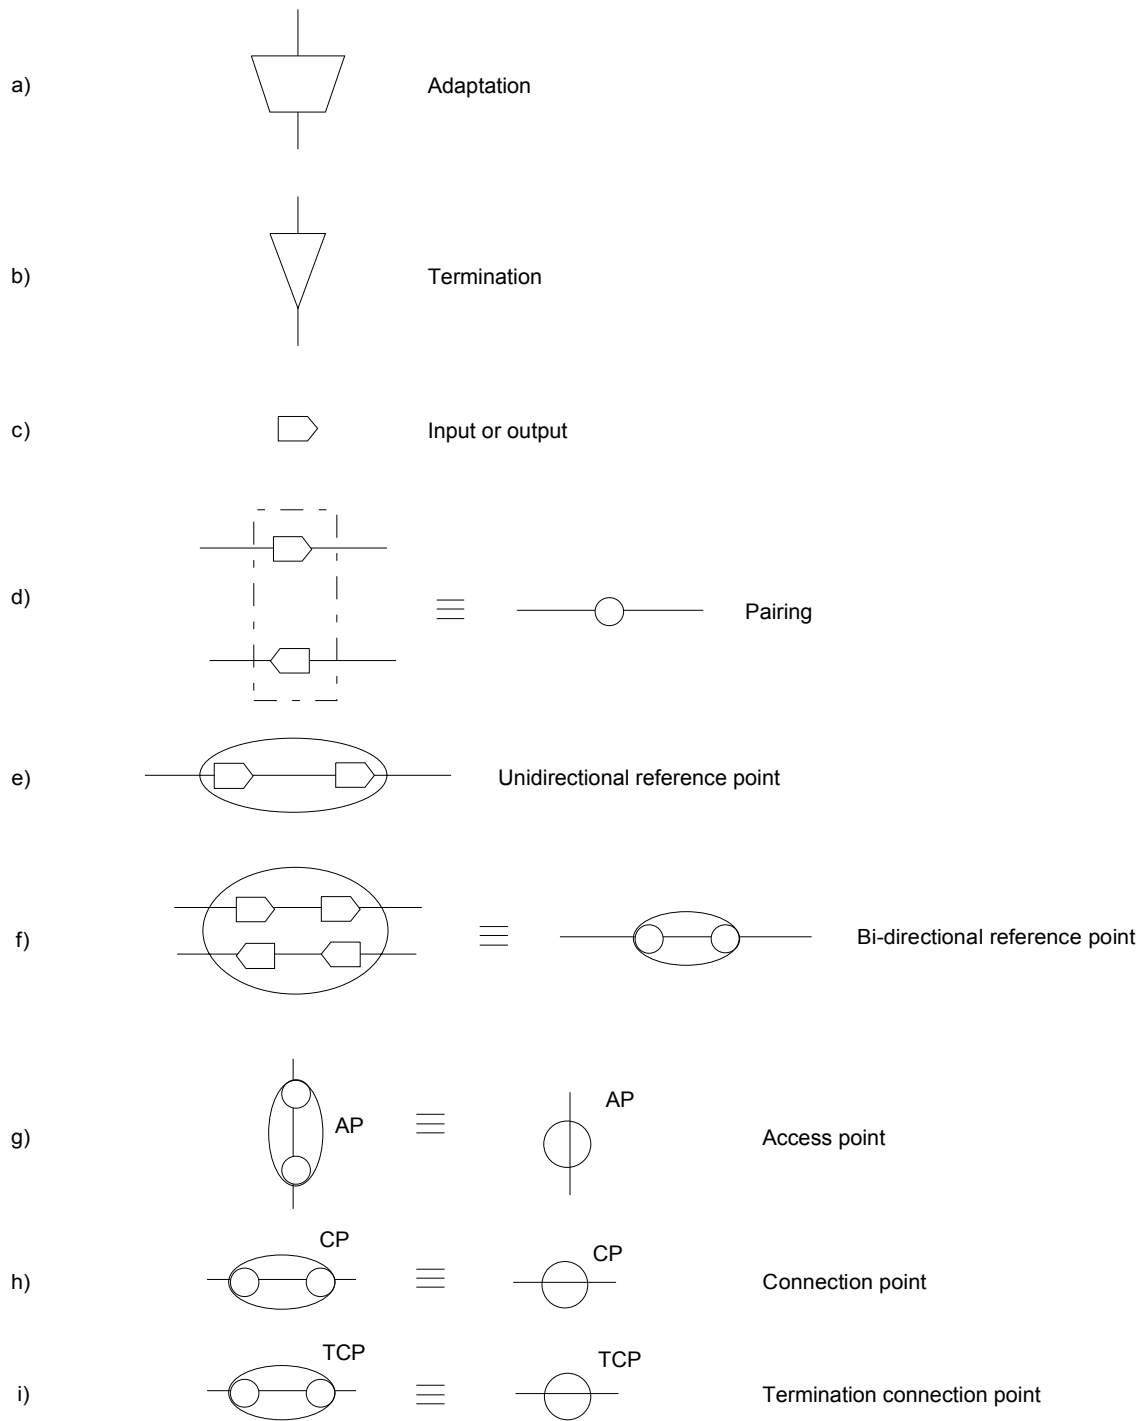 a) Adaptation
b) Termination
c) Input or output
d) Pairing
e) Unidirectional reference point
f) Bi-directional reference point
g) AP AP Access point
h) CP CP Connection point
i) TCP TCP Termination connection point